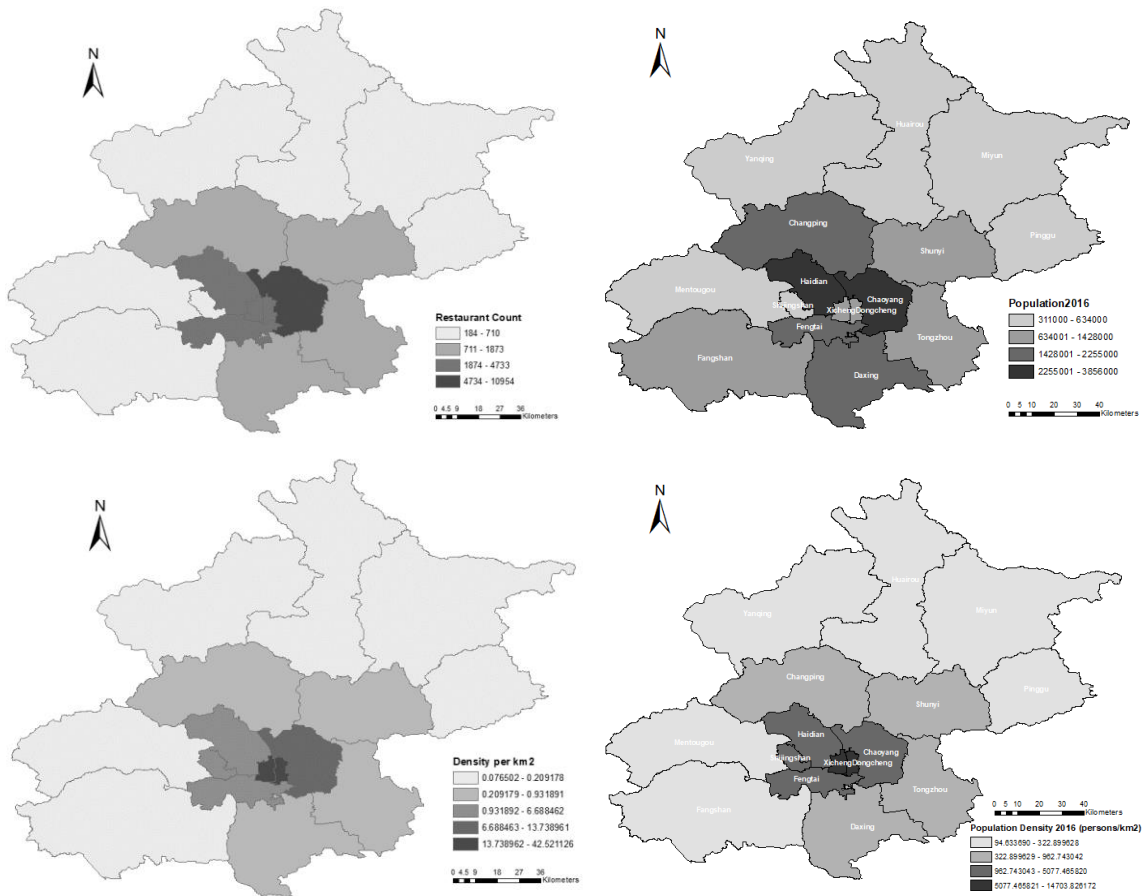 N
Restaurant Count
184 - 710
711 - 1873
1874 - 4733
4734 - 10954
0 4.5 9 18 27 36
Kilometers
N
Huairou
Yanqing
Miyun
Changping
Pinggu
Shunyi
Haidian
Mentougou
Shijingshan
Chaoyang
XichengDongcheng
Fengtai
Tongzhou
Fangshan
Daxing
Population2016
311000 - 634000
634001 - 1428000
1428001 - 2255000
2255001 - 3856000
0 5 10 20 30 40
Kilometers
N
Density per km2
0.076502 - 0.209178
0.209179 - 0.931891
0.931892 - 6.688462
6.688463 - 13.738961
13.738962 - 42.521126
0 4.5 9 18 27 36
Kilometers
N
Huairou
Yanqing
Miyun
Changping
Pinggu
Shunyi
Haidian
Mentougou
Chaoyang
Shijingshan
XichengDongcheng
Fengtai
Tongzhou
Fangshan
Daxing
0 5 10 20 30 40
Kilometers
Population Density 2016 (persons/km2)
94.633690 - 322.899628
322.899629 - 962.743042
962.743043 - 5077.465820
5077.465821 - 14703.826172